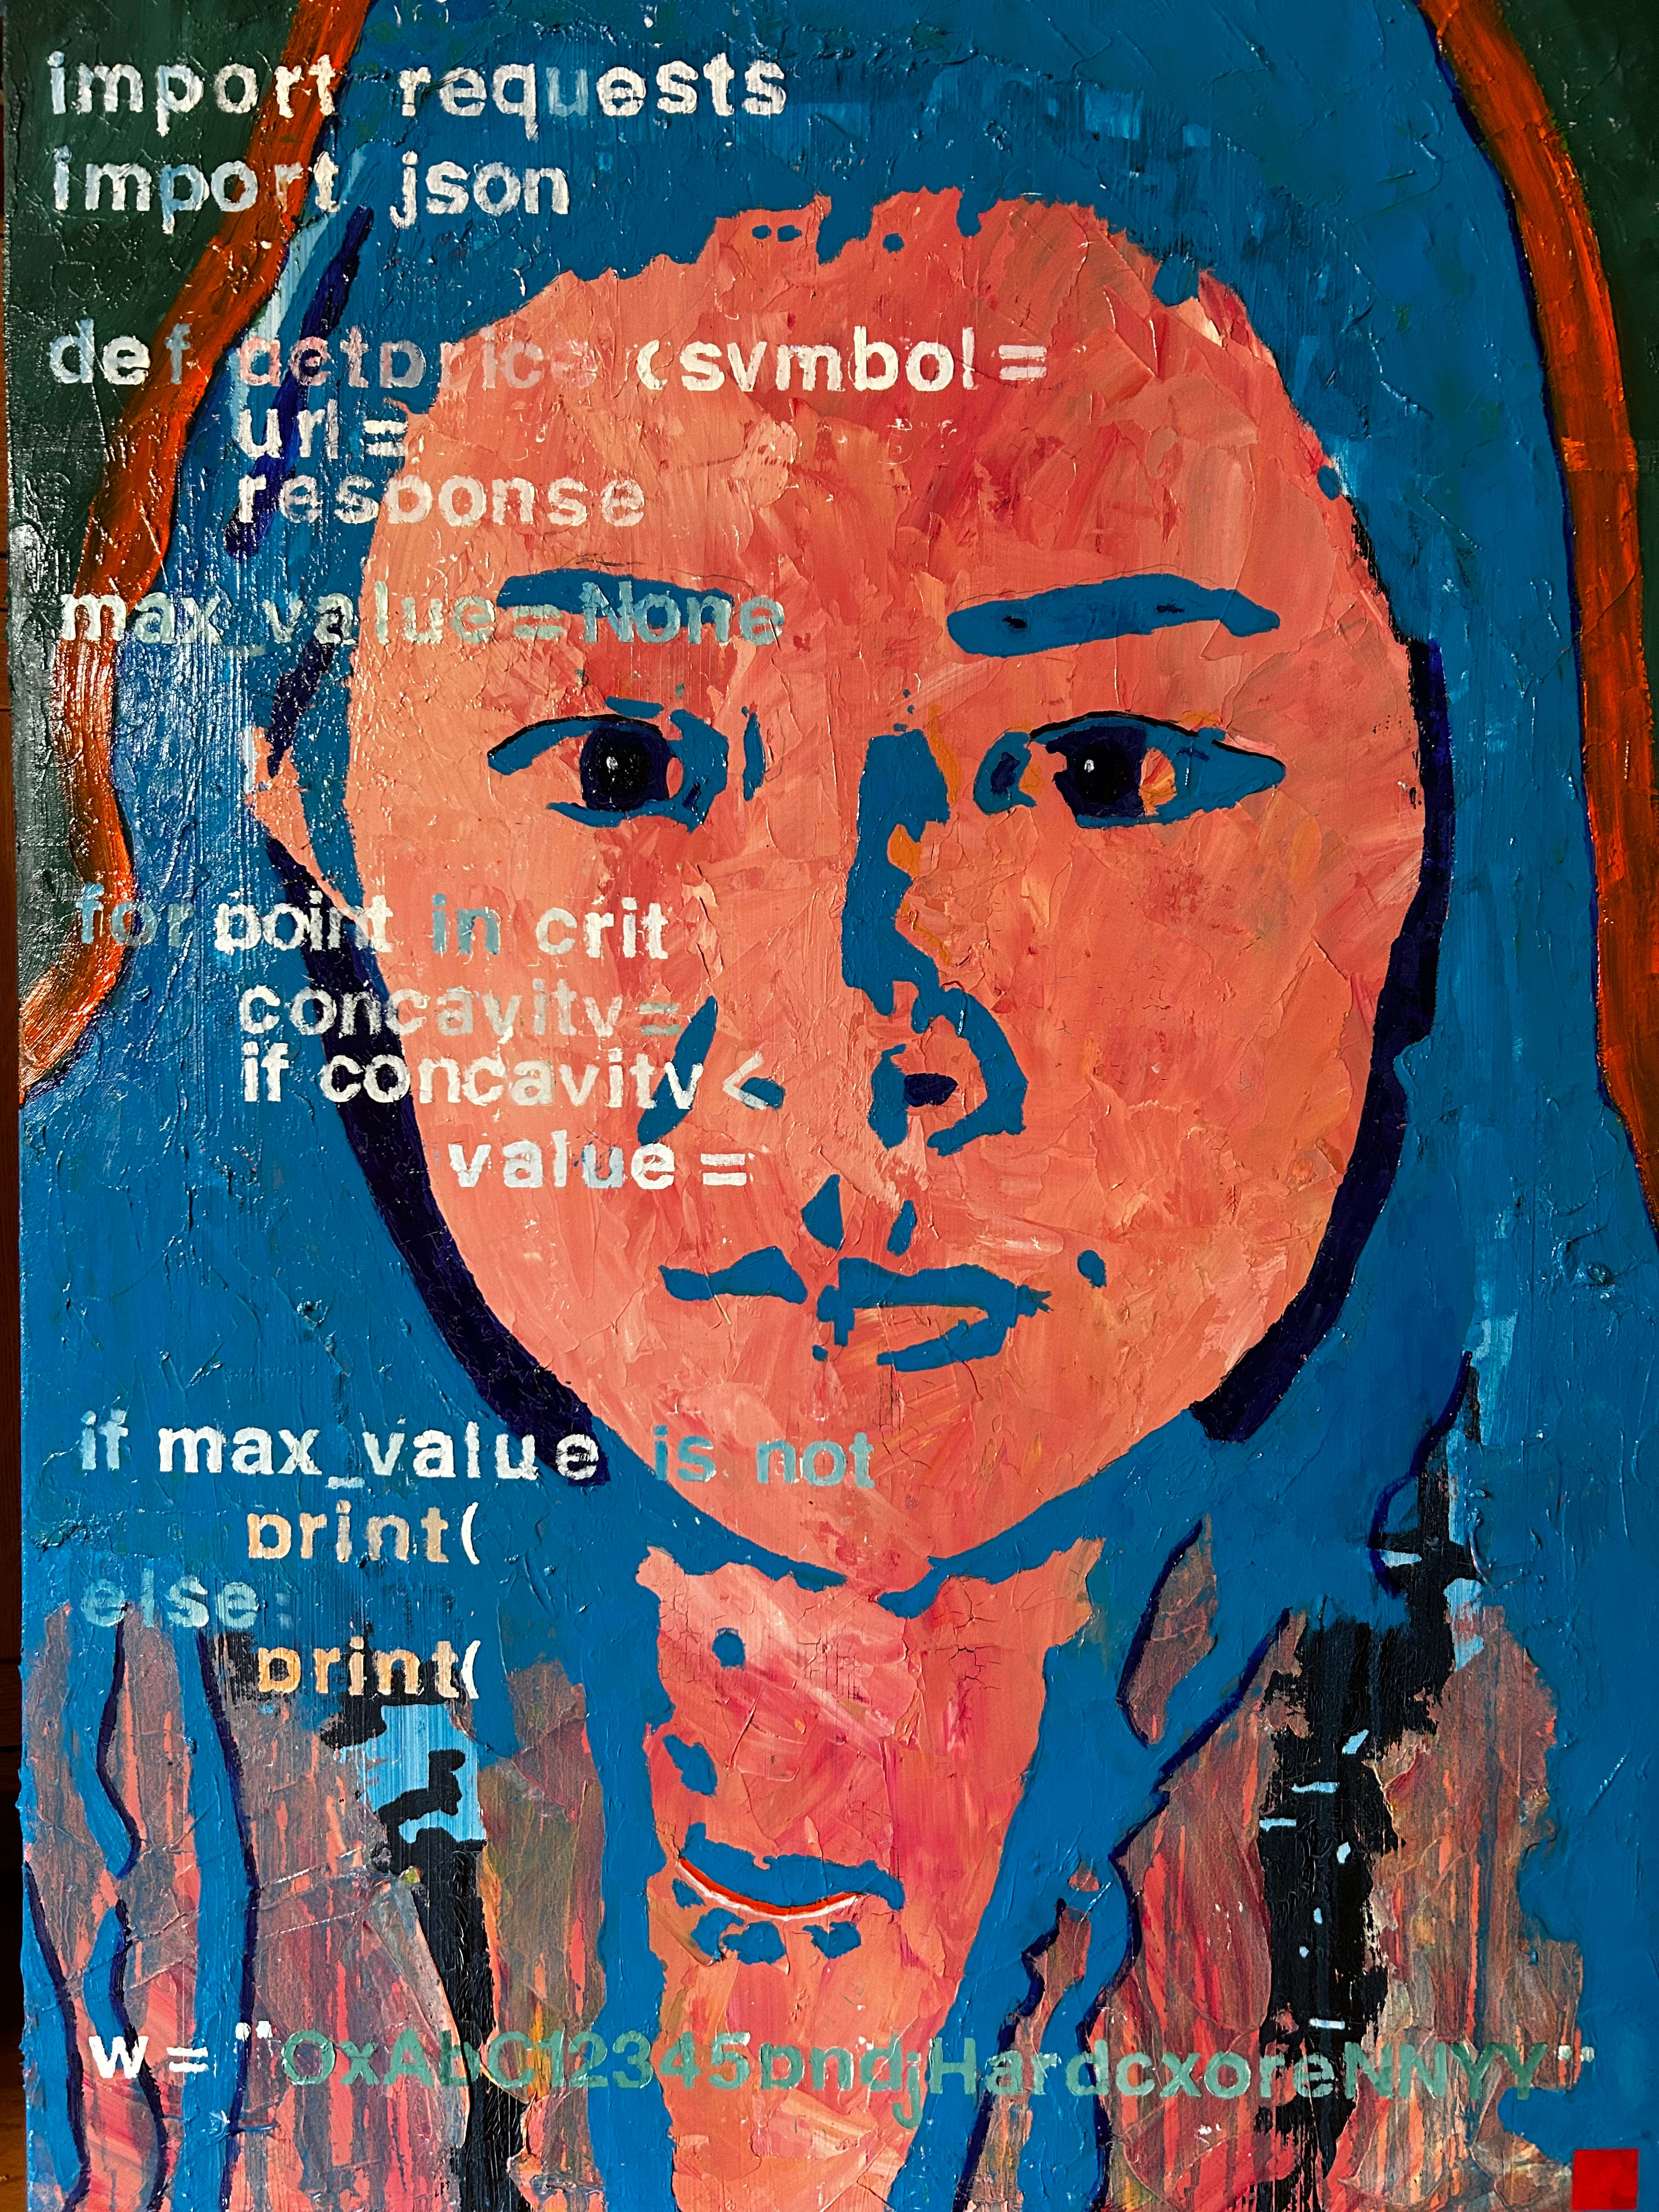 import requests
import json
def getprice (symbol=
url=
response
max_value=None
for point in crit
concavity=
if concavity<
value=
if max_value is not
print(
else:
print(
w="OxAbC12345pndjHardcxoreNNYY"